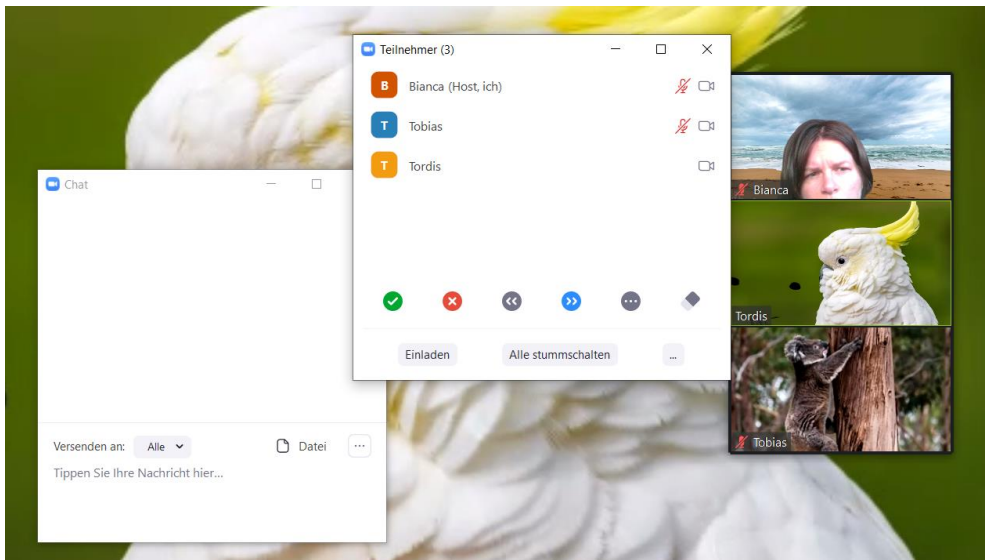 Teilnehmer (3)
B Bianca (Host, ich)
T Tobias
T Tordis
Einladen Alle stummschalten ...
Chat
Versenden an: Alle Datei ...
Tippen Sie Ihre Nachricht hier...
Bianca
Tordis
Tobias